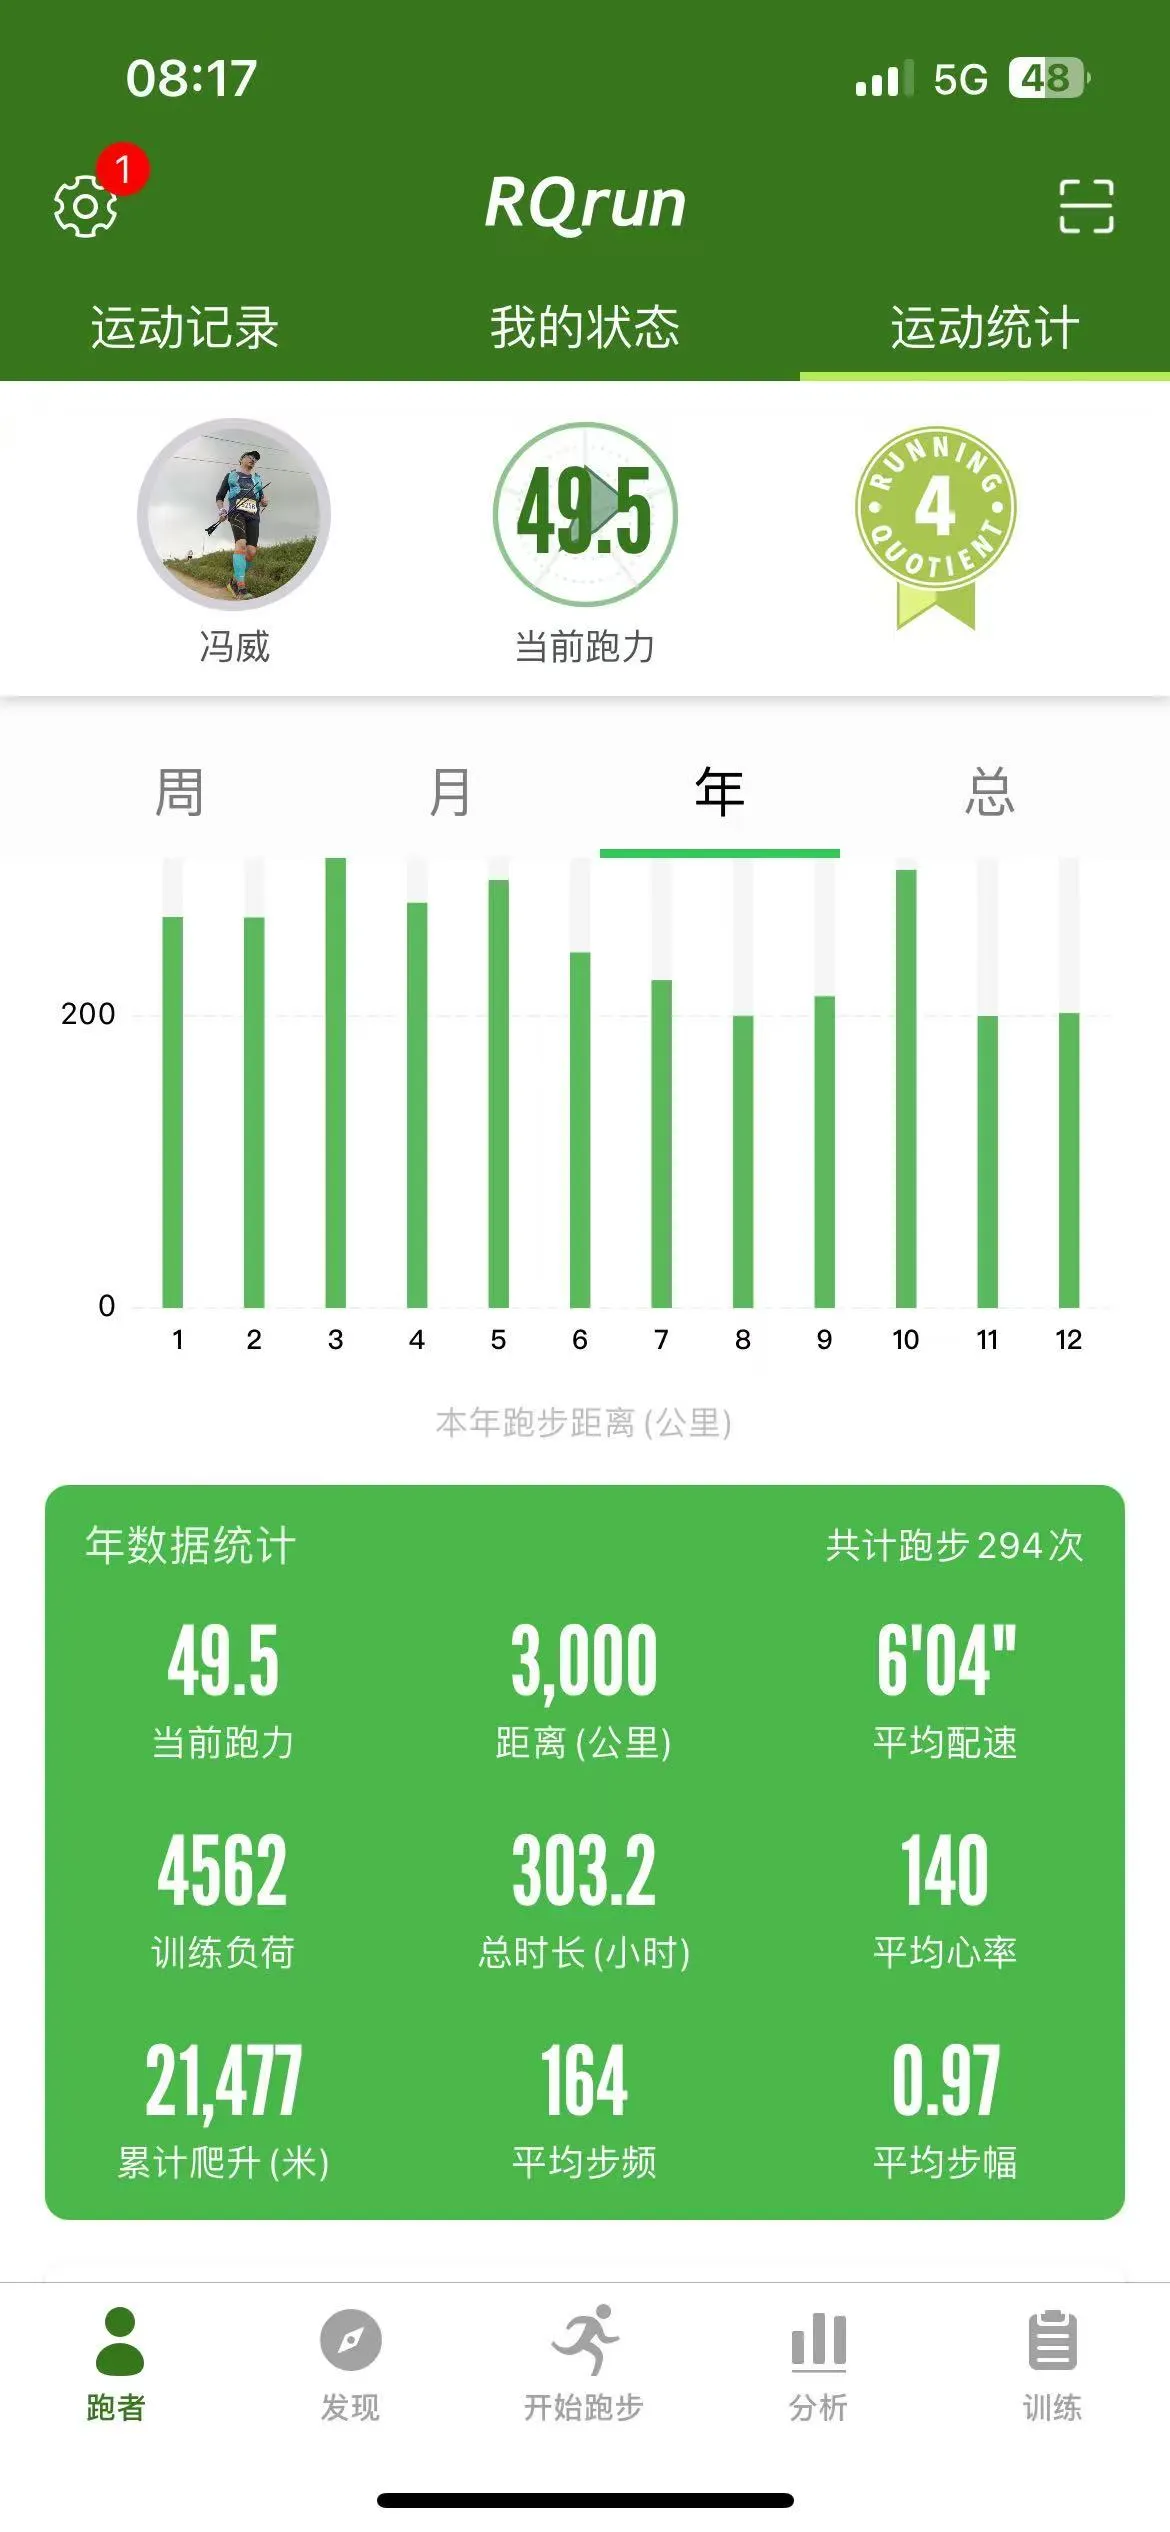 08:17
5G 48
1
RQrun
运动记录 我的状态 运动统计
49.5
RUNNING 4 QUOTIENT
冯威 当前跑力
周 月 年 总
200
0
1 2 3 4 5 6 7 8 9 10 11 12
本年跑步距离(公里)
年数据统计 共计跑步294次
49.5 3,000 6'04"
当前跑力 距离(公里) 平均配速
4562 303.2 140
训练负荷 总时长(小时) 平均心率
21,477 164 0.97
累计爬升(米) 平均步频 平均步幅
跑者 发现 开始跑步 分析 训练